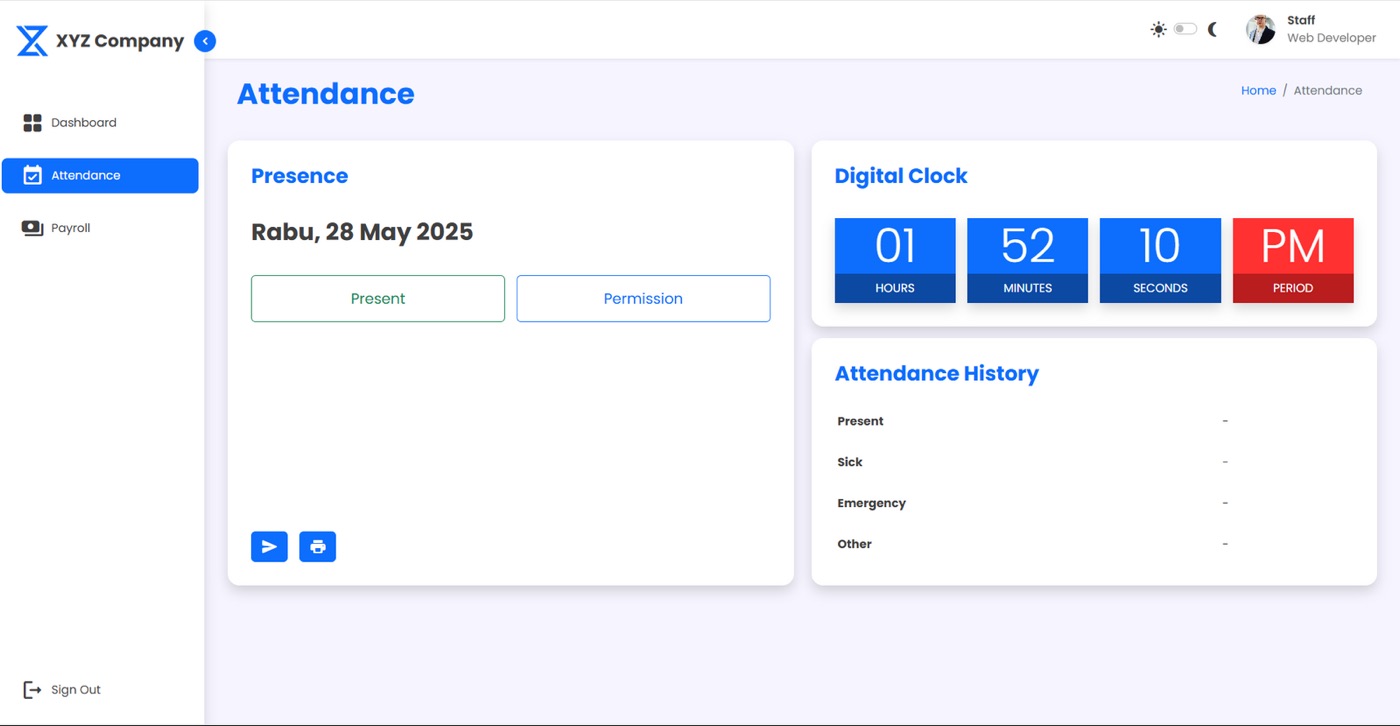 XYZ Company
Staff
Web Developer
Dashboard
Attendance
Payroll
Sign Out
Attendance
Home / Attendance
Presence
Rabu, 28 May 2025
Present
Permission
Digital Clock
01
HOURS
52
MINUTES
10
SECONDS
PM
PERIOD
Attendance History
Present -
Sick -
Emergency -
Other -